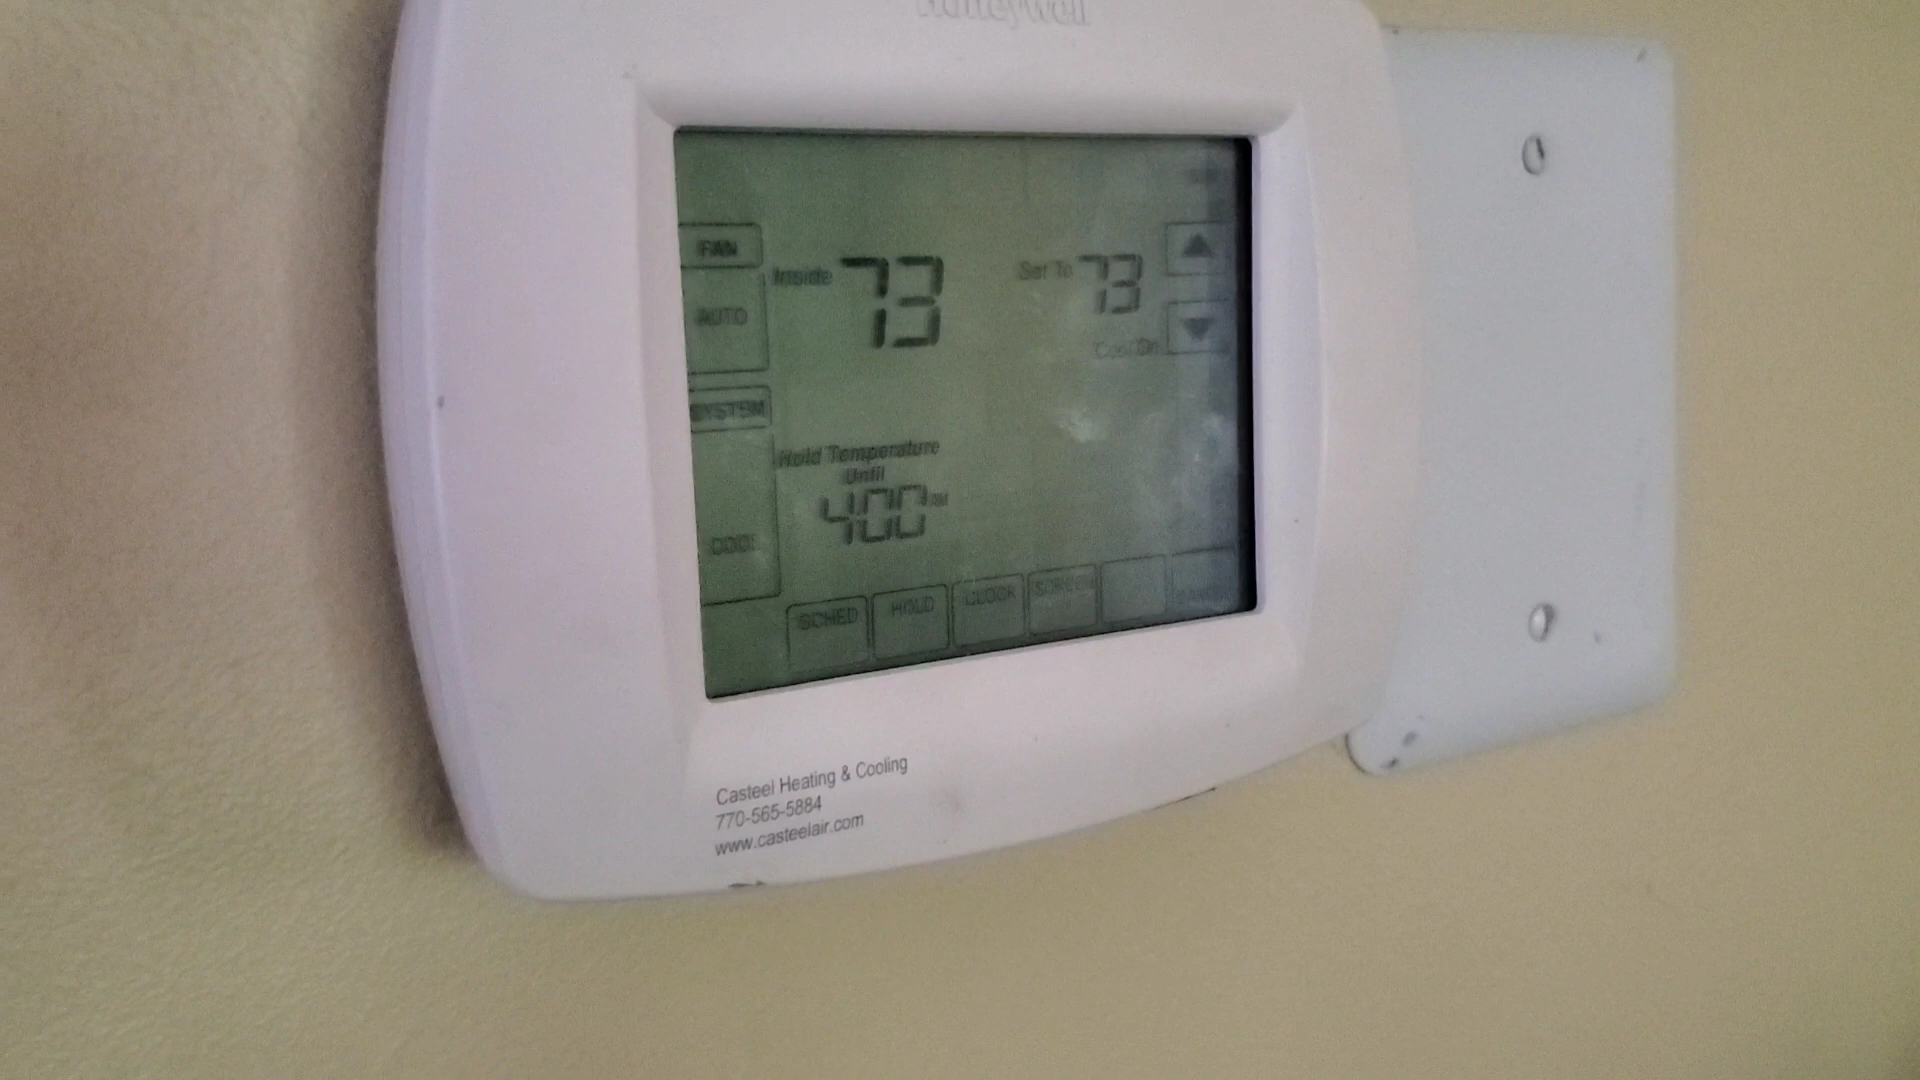 Honeywell
FAN
AUTO
Inside 73
Set To 73
Cool On
SYSTEM
Hold Temperature
Until
4:00
COOL
SCHED HOLD CLOCK SCREEN
Casteel Heating & Cooling
770-565-5884
www.casteelair.com